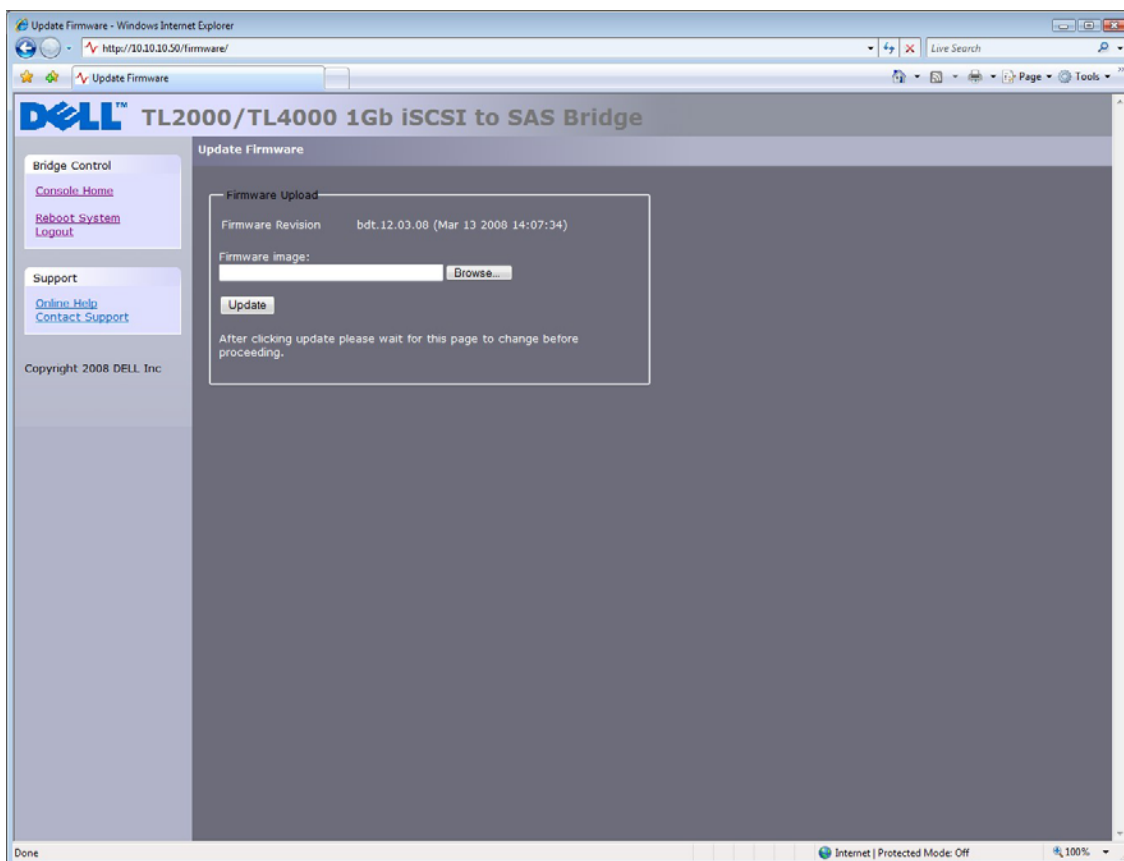 Update Firmware - Windows Internet Explorer
http://10.10.10.50/firmware/
Live Search
Update Firmware
Page
Tools
DELL™ TL2000/TL4000 1Gb iSCSI to SAS Bridge
Update Firmware
Bridge Control
Console Home
Reboot System
Logout
Support
Online Help
Contact Support
Copyright 2008 DELL Inc
Firmware Upload
Firmware Revision bdt.12.03.08 (Mar 13 2008 14:07:34)
Firmware image:
Browse...
Update
After clicking update please wait for this page to change before
proceeding.
Done
Internet | Protected Mode: Off
100%